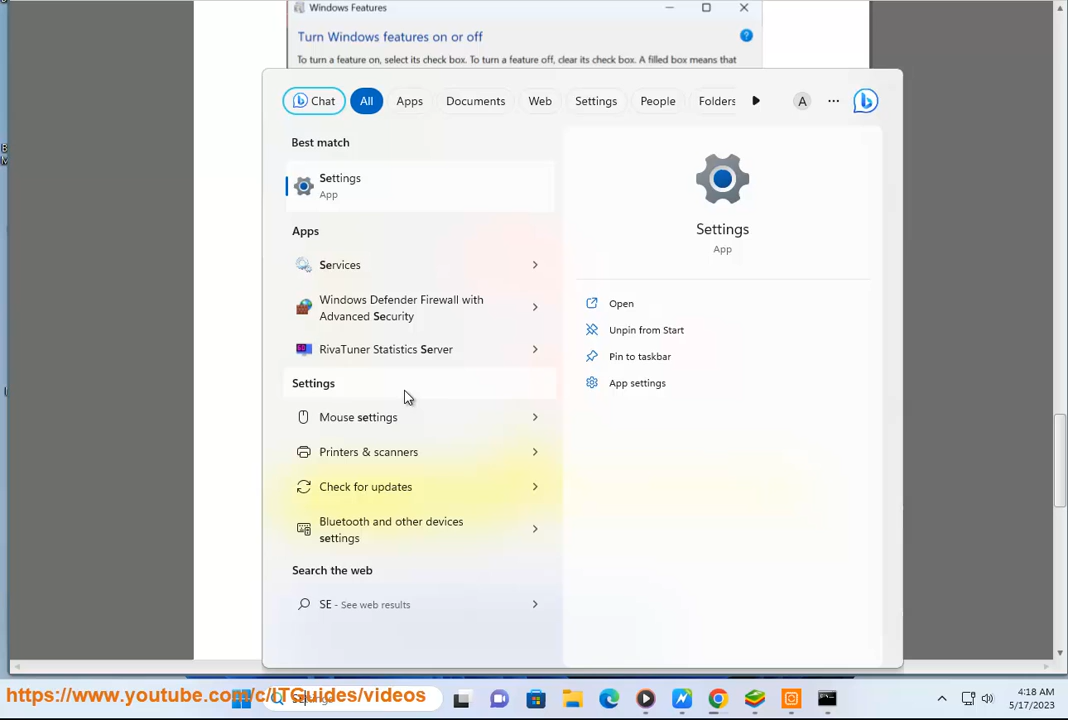 Windows Features
Turn Windows features on or off
To turn a feature on, select its check box. To turn a feature off, clear its check box. A filled box means that
Chat
All
Apps
Documents
Web
Settings
People
Folders
A
Best match
Settings
App
Apps
Services
Windows Defender Firewall with
Advanced Security
RivaTuner Statistics Server
Settings
Mouse settings
Printers & scanners
Check for updates
Bluetooth and other devices
settings
Search the web
SE - See web results
Settings
App
Open
Unpin from Start
Pin to taskbar
App settings
https://www.youtube.com/c/ITGuides/videos
4:18 AM
5/17/2023